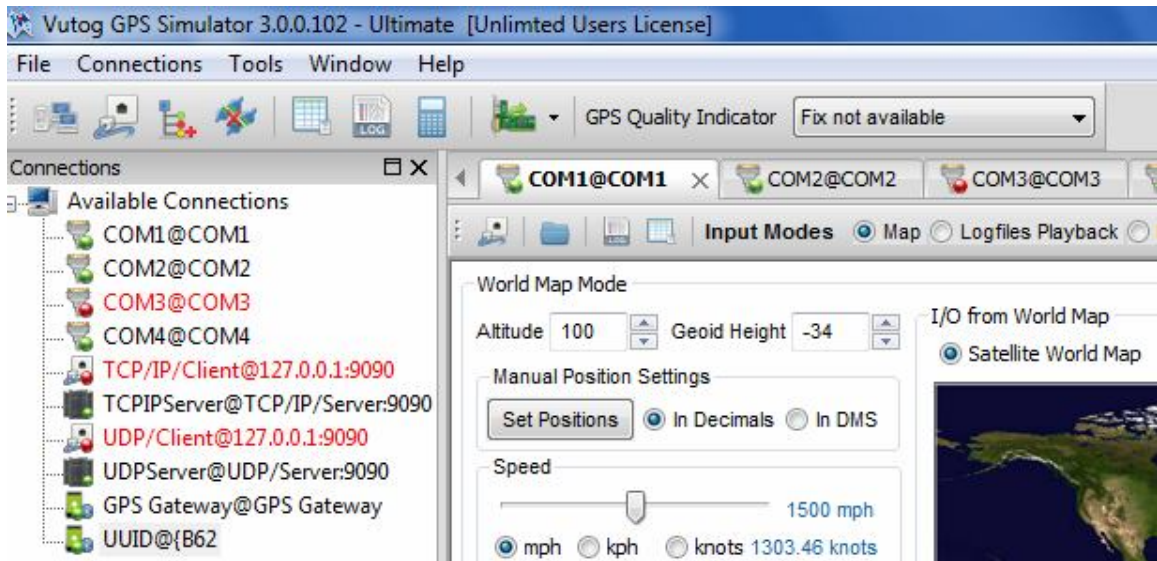 Vutog GPS Simulator 3.0.0.102 - Ultimate [Unlimted Users License]
File Connections Tools Window Help
LOG GPS Quality Indicator Fix not available
Connections
Available Connections
COM1@COM1
COM2@COM2
COM3@COM3
COM4@COM4
TCP/IP/Client@127.0.0.1:9090
TCPIPServer@TCP/IP/Server:9090
UDP/Client@127.0.0.1:9090
UDPServer@UDP/Server:9090
GPS Gateway@GPS Gateway
UUID@{B62
COM1@COM1 COM2@COM2 COM3@COM3
Input Modes Map Logfiles Playback
World Map Mode
Altitude 100 Geoid Height -34
Manual Position Settings
Set Positions In Decimals In DMS
Speed
1500 mph
mph kph knots 1303.46 knots
I/O from World Map
Satellite World Map